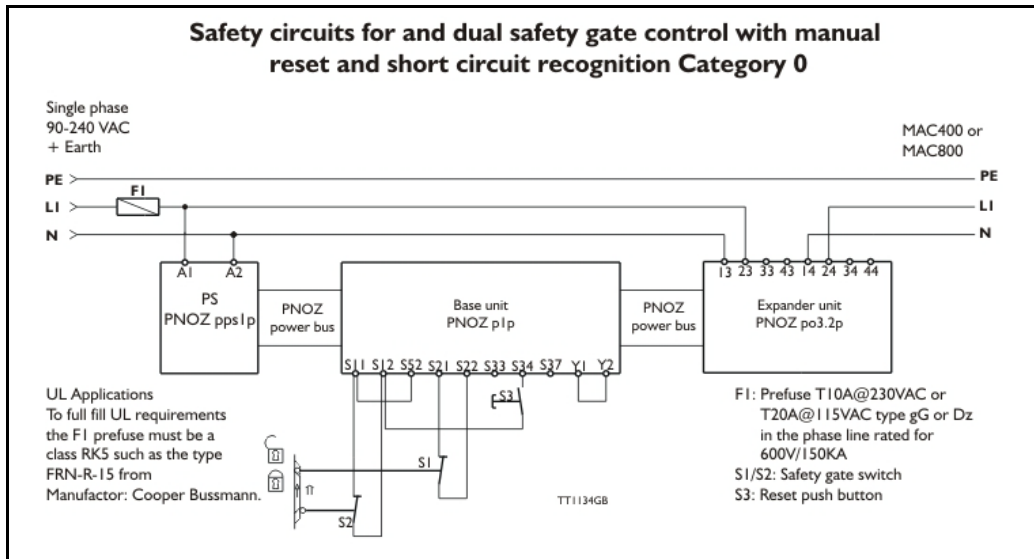 Safety circuits for and dual safety gate control with manual
reset and short circuit recognition Category 0
Single phase
90-240 VAC
+ Earth
MAC400 or
MAC800
PE
PE
F1
L1
L1
N
N
A1 A2
13 23 33 43 14 24 34 44
PS
PNOZ pps1p
PNOZ
power bus
Base unit
PNOZ p1p
PNOZ
power bus
Expander unit
PNOZ po3.2p
S11 S12 S52 S21 S22 S33 S34 S37 Y1 Y2
UL Applications
To full fill UL requirements
the F1 prefuse must be a
class RK5 such as the type
FRN-R-15 from
Manufactor: Cooper Bussmann.
S3
S1
S2
TT1134GB
F1: Prefuse T10A@230VAC or
T20A@115VAC type gG or Dz
in the phase line rated for
600V/150KA
S1/S2: Safety gate switch
S3: Reset push button